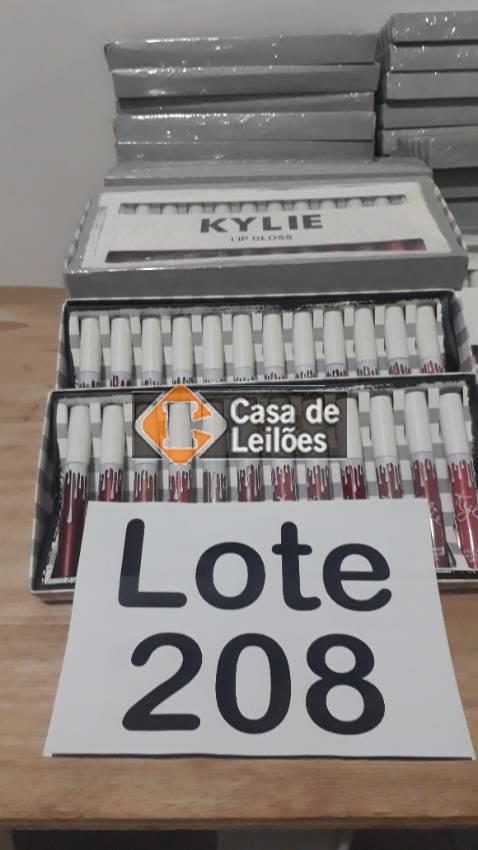 KYLIE
LIP GLOSS
Casa de
Leilões
Lote
208